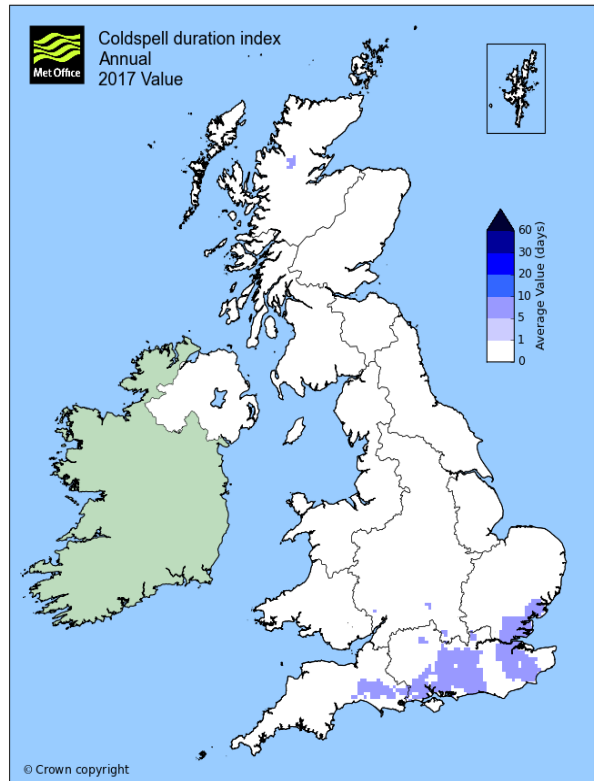 Met Office
Coldspell duration index
Annual
2017 Value
60
30
20
10
5
1
0
Average Value (days)
© Crown copyright